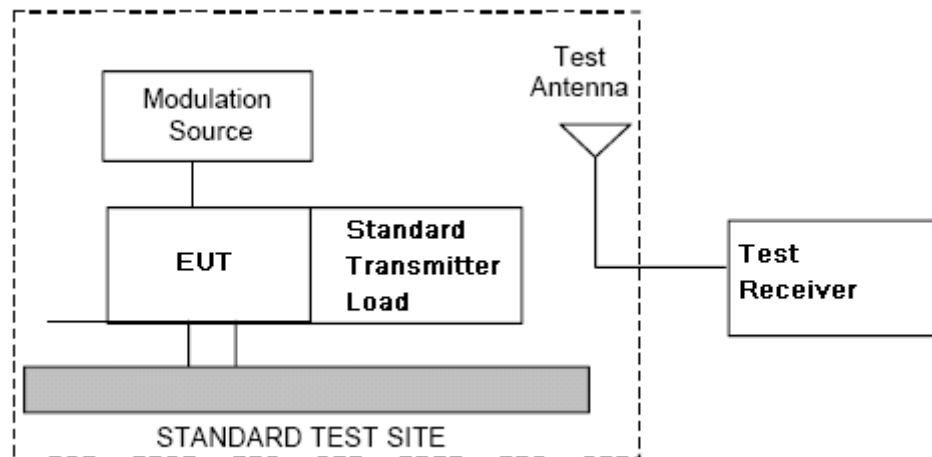 Test
Antenna
Modulation
Source
EUT
Standard
Transmitter
Load
Test
Receiver
STANDARD TEST SITE